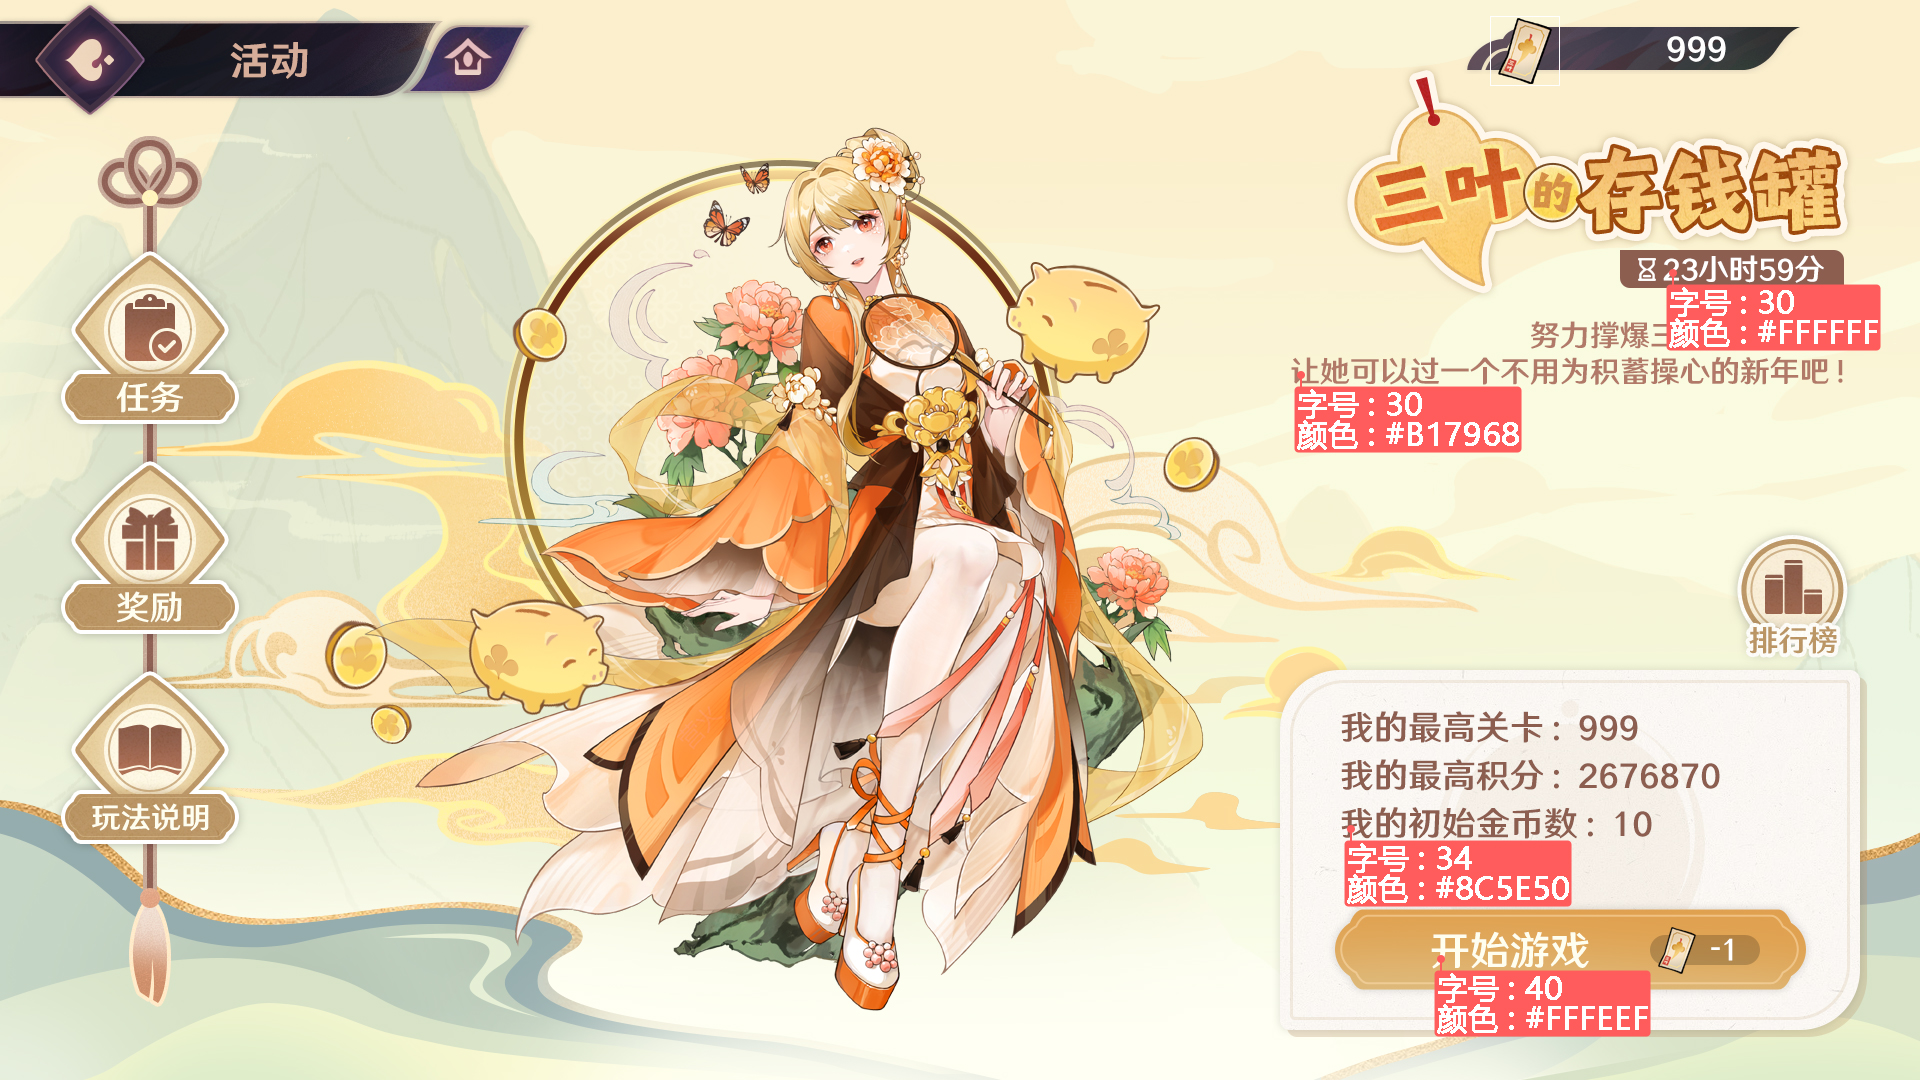 活动
999
三叶的存钱罐
23小时59分
字号：30
颜色：#FFFFFF
努力撑爆三
让她可以过一个不用为积蓄操心的新年吧！
字号：30
颜色：#B17968
任务
奖励
玩法说明
排行榜
我的最高关卡：999
我的最高积分：2676870
我的初始金币数：10
字号：34
颜色：#8C5E50
开始游戏 -1
字号：40
颜色：#FFFEEF